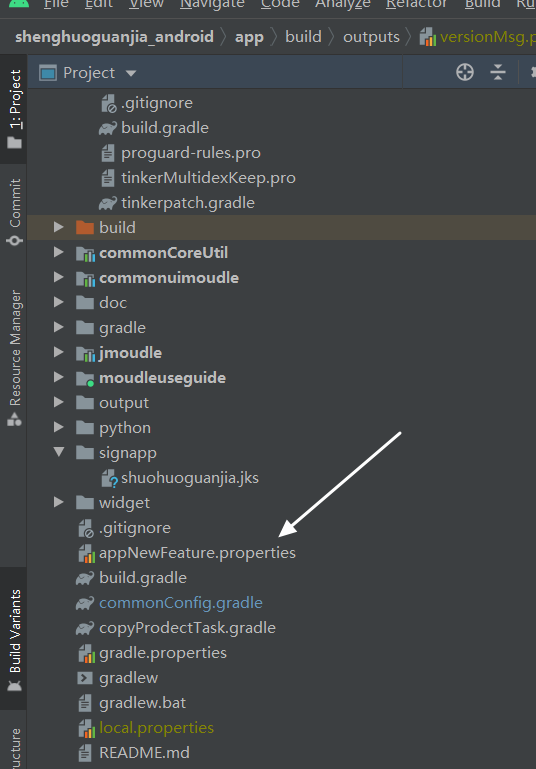 File Edit View Navigate Code Analyze Refactor Build Ru
shenghuoguanjia_android app build outputs versionMsg.p
Project
1: Project
Commit
Resource Manager
Build Variants
ructure
.gitignore
build.gradle
proguard-rules.pro
tinkerMultidexKeep.pro
tinkerpatch.gradle
build
commonCoreUtil
commonuimoudle
doc
gradle
jmoudle
moudleuseguide
output
python
signapp
shuohuoguanjia.jks
widget
.gitignore
appNewFeature.properties
build.gradle
commonConfig.gradle
copyProdectTask.gradle
gradle.properties
gradlew
gradlew.bat
local.properties
README.md